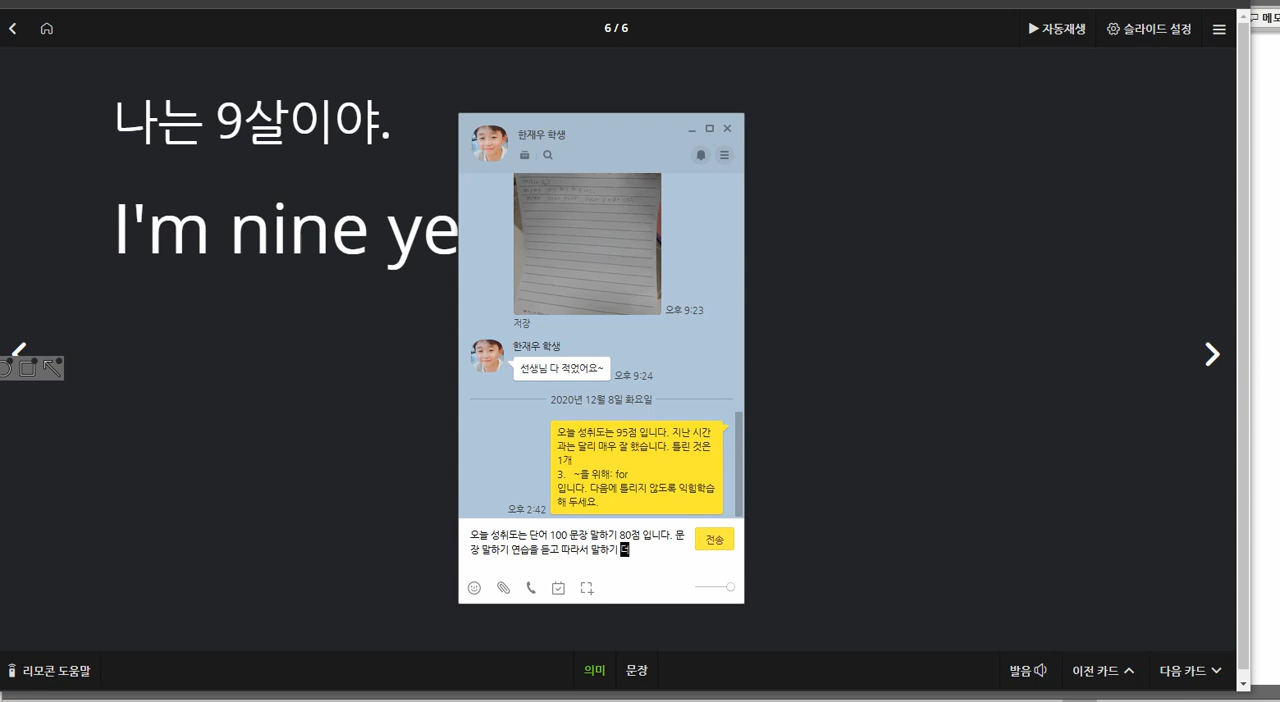 6 / 6
자동재생
슬라이드 설정
메모
나는 9살이야.
I'm nine ye
한재우 학생
오후 9:23
저장
한재우 학생
선생님 다 적었어요~
오후 9:24
2020년 12월 8일 화요일
오늘 성취도는 95점 입니다. 지난 시간
과는 달리 매우 잘 했습니다. 틀린 것은
1개
3. ~를 위해: for
입니다. 다음에 틀리지 않도록 익힘학습
해 두세요.
오후 2:42
오늘 성취도는 단어 100 문장 말하기 80점 입니다. 문
장 말하기 연습을 듣고 따라서 말하기 더
전송
리모콘 도움말
의미
문장
발음
이전 카드
다음 카드